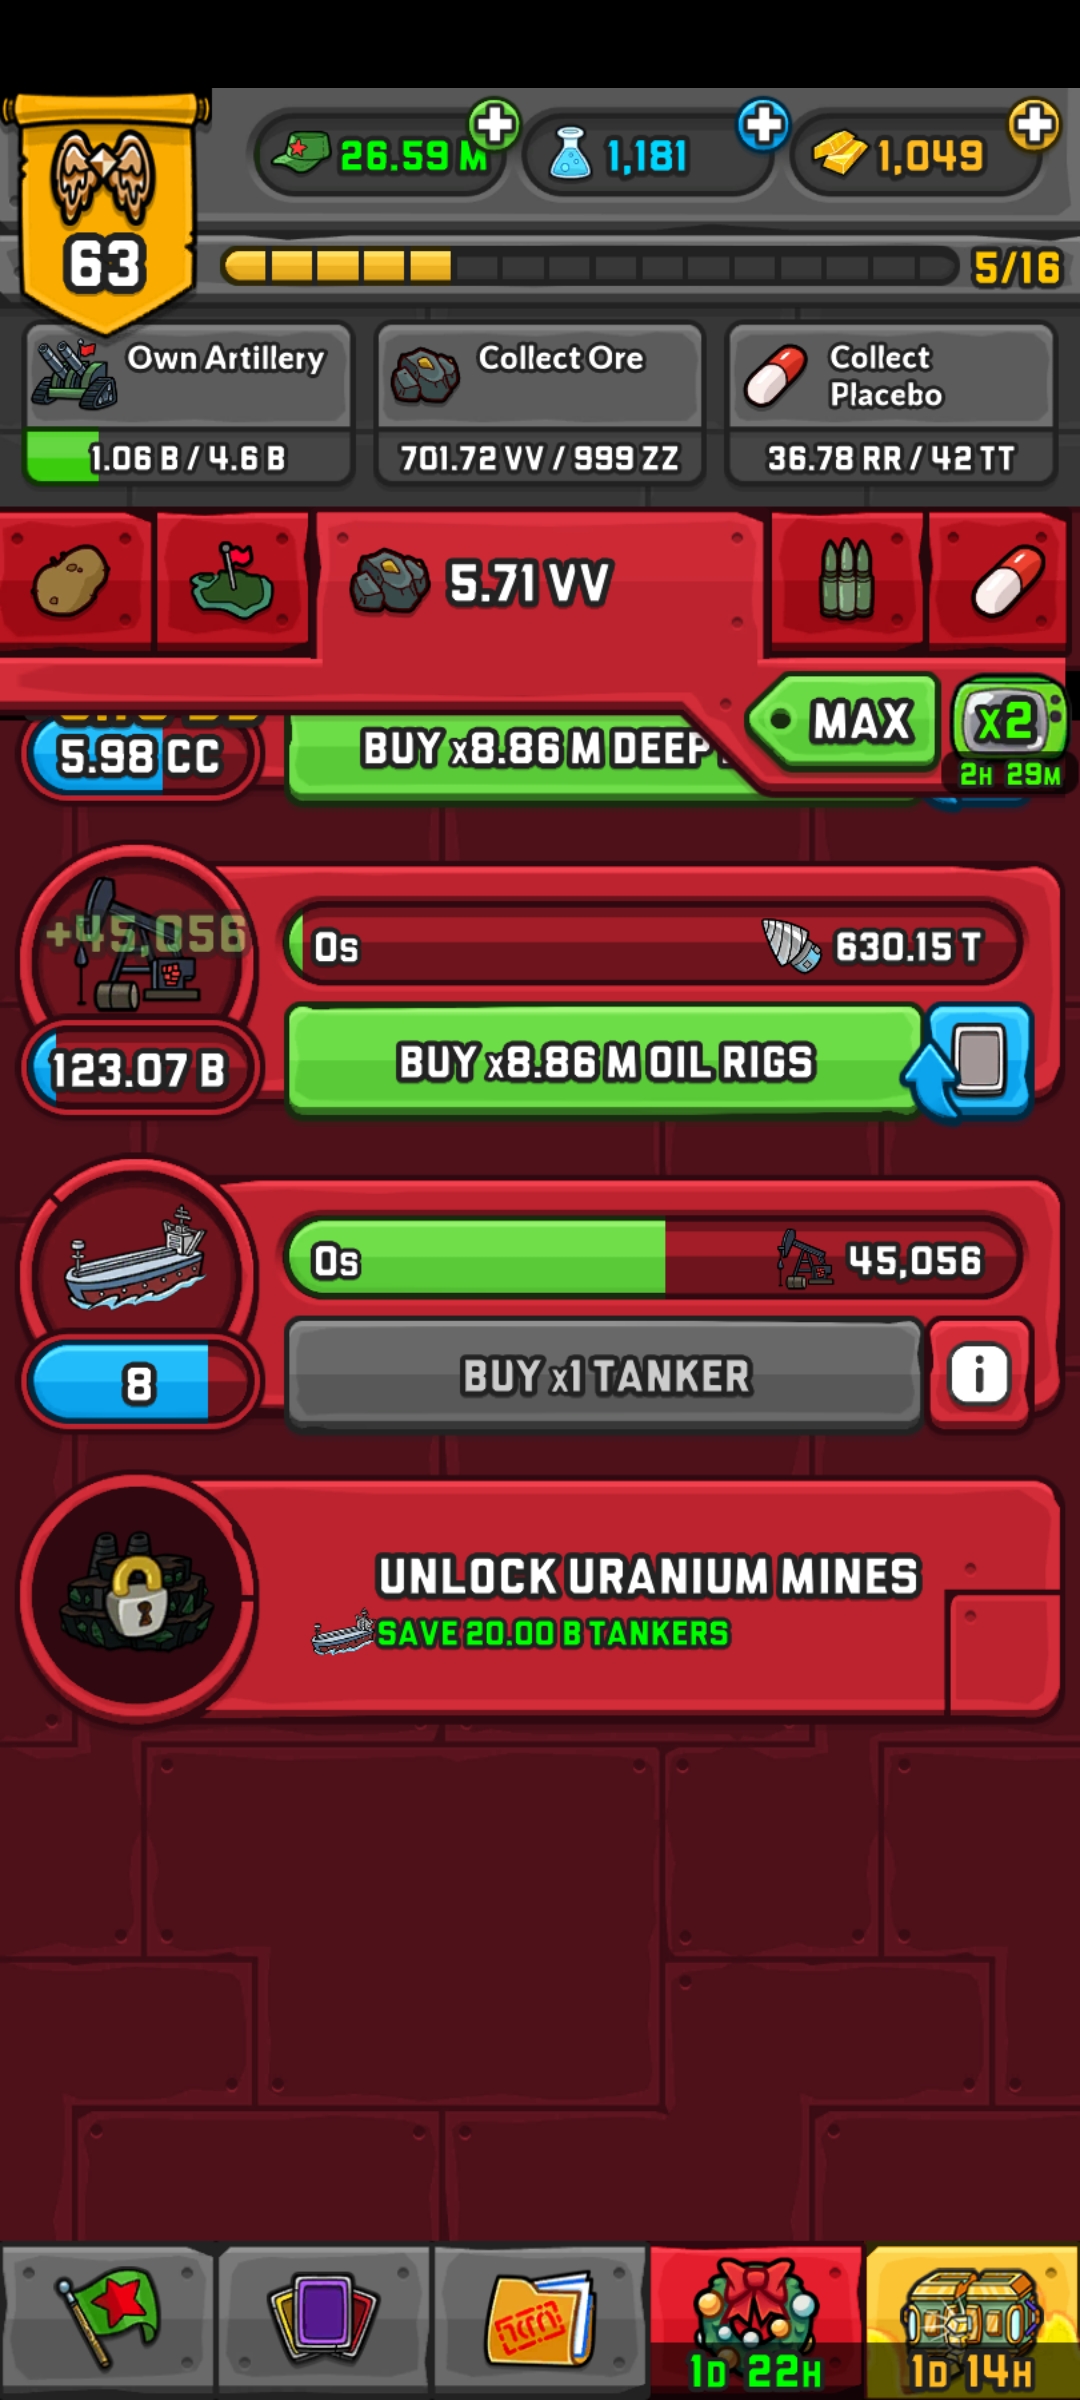 26.59 M
1,181
1,049
63
5/16
Own Artillery
1.06 B / 4.6 B
Collect Ore
701.72 VV / 999 ZZ
Collect
Placebo
36.78 RR / 42 TT
5.71 VV
MAX
x2
2H 29M
5.98 CC
BUY x8.86 M DEEP
+45,056
0s
630.15 T
123.07 B
BUY x8.86 M OIL RIGS
0s
45,056
8
BUY x1 TANKER
i
UNLOCK URANIUM MINES
SAVE 20.00 B TANKERS
1D 22H
1D 14H